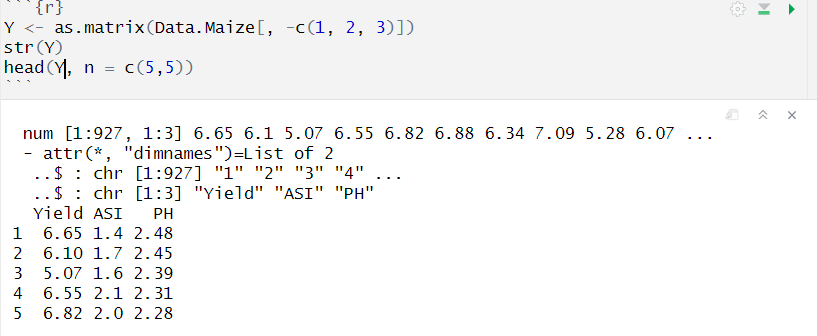 ```{r}
Y <- as.matrix(Data.Maize[, -c(1, 2, 3)])
str(Y)
head(Y, n = c(5,5))
```
num [1:927, 1:3] 6.65 6.1 5.07 6.55 6.82 6.88 6.34 7.09 5.28 6.07 ...
- attr(*, "dimnames")=List of 2
..$ : chr [1:927] "1" "2" "3" "4" ...
..$ : chr [1:3] "Yield" "ASI" "PH"
Yield ASI PH
1 6.65 1.4 2.48
2 6.10 1.7 2.45
3 5.07 1.6 2.39
4 6.55 2.1 2.31
5 6.82 2.0 2.28